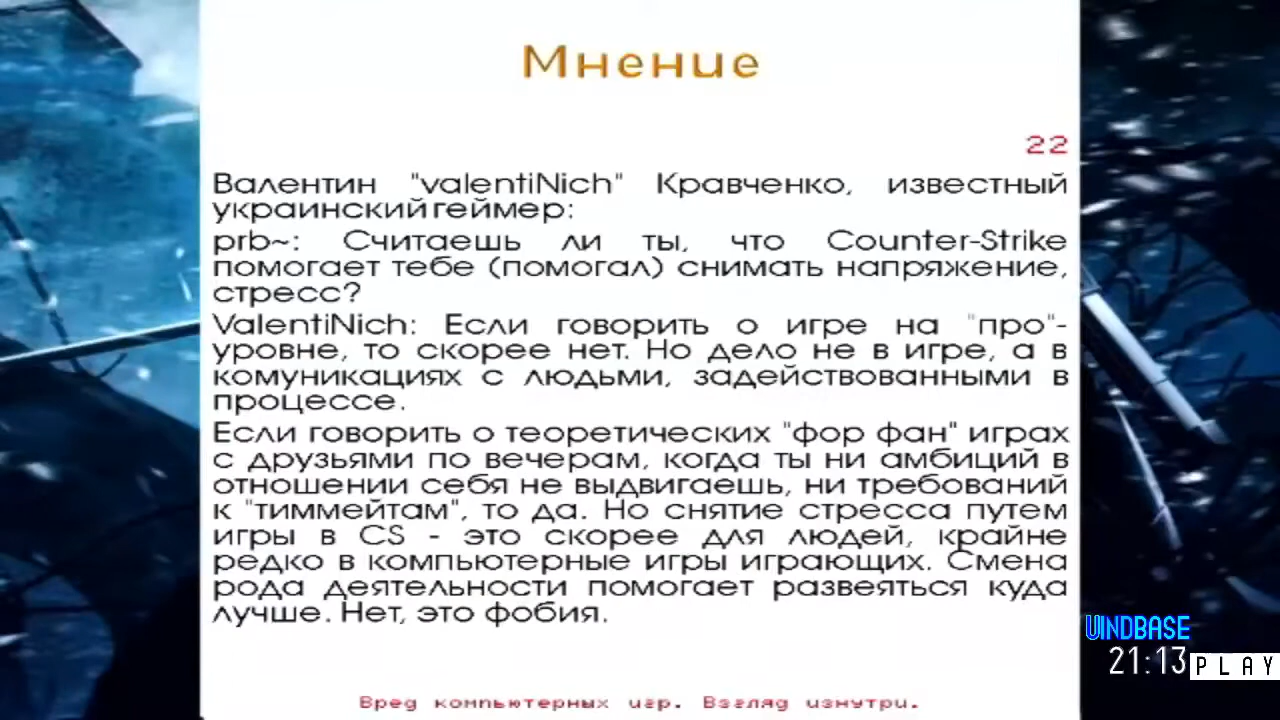 Мнение
22
Валентин "valentiNich" Кравченко, известный
украинский геймер:
prb~: Считаешь ли ты, что Counter-Strike
помогает тебе (помогал) снимать напряжение,
стресс?
ValentiNich: Если говорить о игре на "про"-
уровне, то скорее нет. Но дело не в игре, а в
комуникациях с людьми, задействованными в
процессе.
Если говорить о теоретических "фор фан" играх
с друзьями по вечерам, когда ты ни амбиций в
отношении себя не выдвигаешь, ни требований
к "тиммейтам", то да. Но снятие стресса путем
игры в CS - это скорее для людей, крайне
редко в компьютерные игры играющих. Смена
рода деятельности помогает развеяться куда
лучше. Нет, это фобия.
Вред компьютерных игр. Взгляд изнутри.
UINDBASE
21:13 PLAY